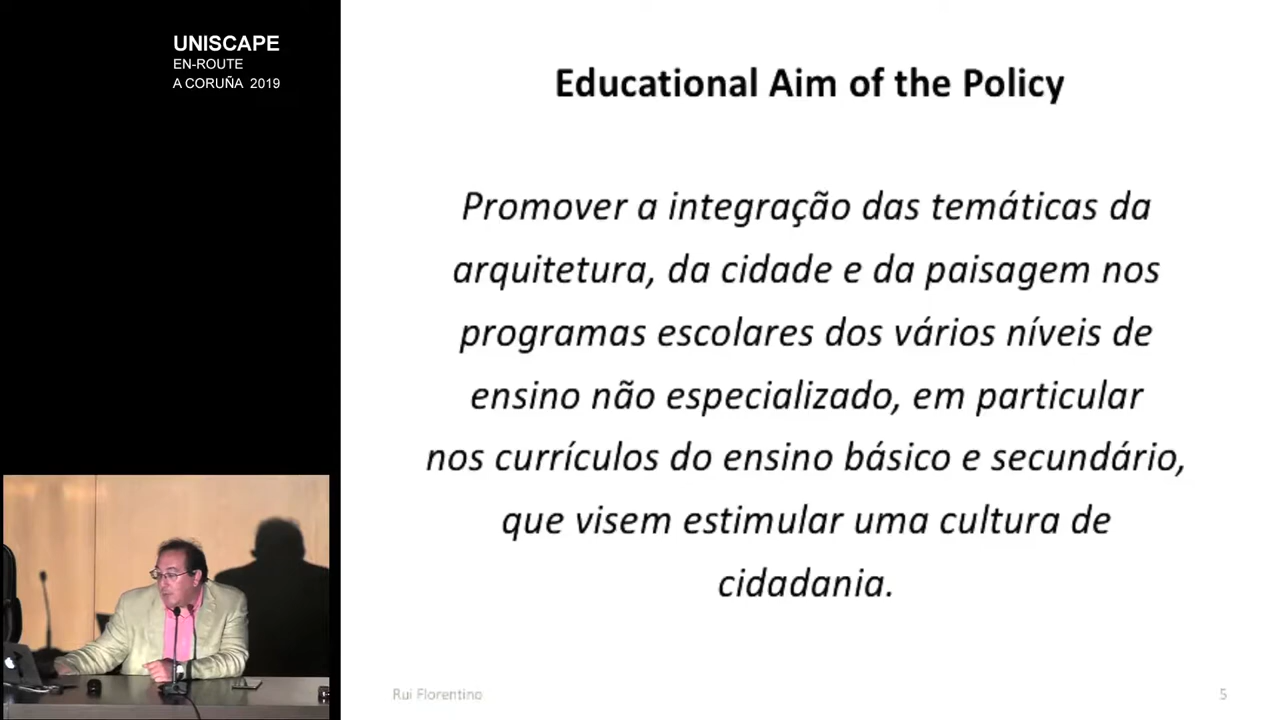 UNISCAPE
EN-ROUTE
A CORUÑA 2019
Educational Aim of the Policy
Promover a integração das temáticas da
arquitetura, da cidade e da paisagem nos
programas escolares dos vários níveis de
ensino não especializado, em particular
nos currículos do ensino básico e secundário,
que visem estimular uma cultura de
cidadania.
Rui Florentino
5